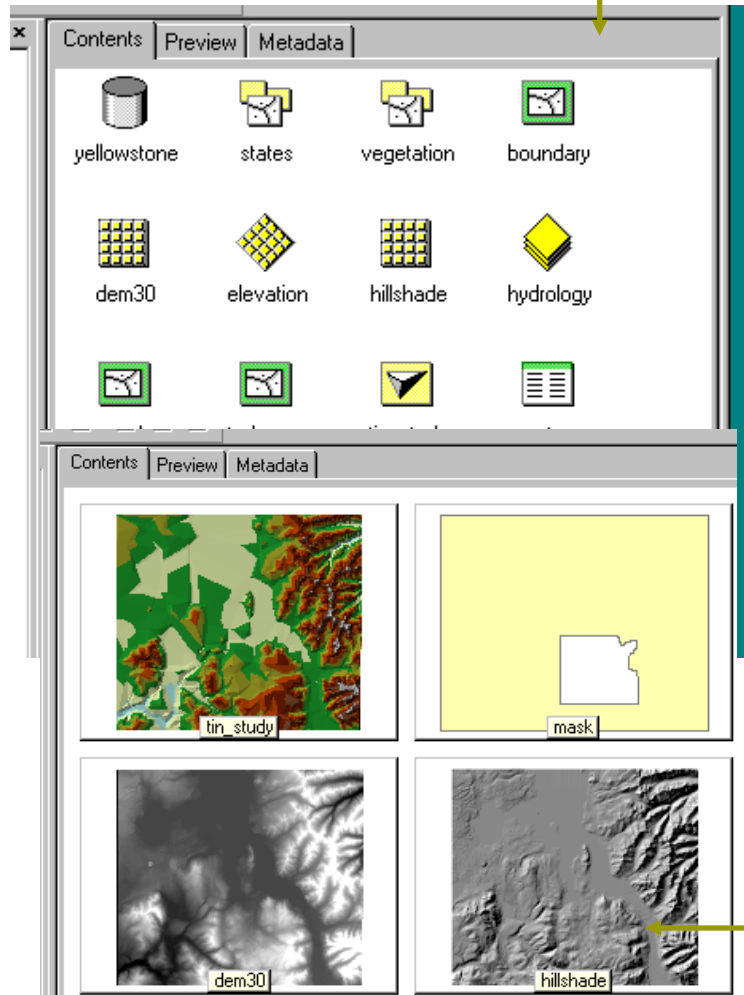 Contents Preview Metadata
yellowstone states vegetation boundary
dem30 elevation hillshade hydrology
Contents Preview Metadata
tin_study mask
dem30 hillshade